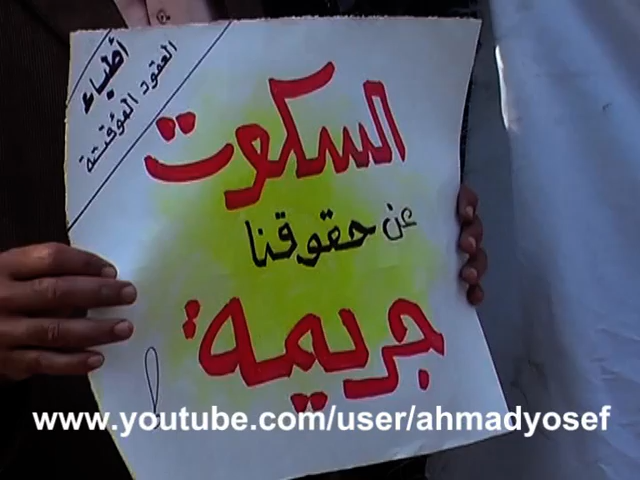 أطباء
العقود المؤقتة
السكوت
عن حقوقنا
جريمة
www.youtube.com/user/ahmadyosef